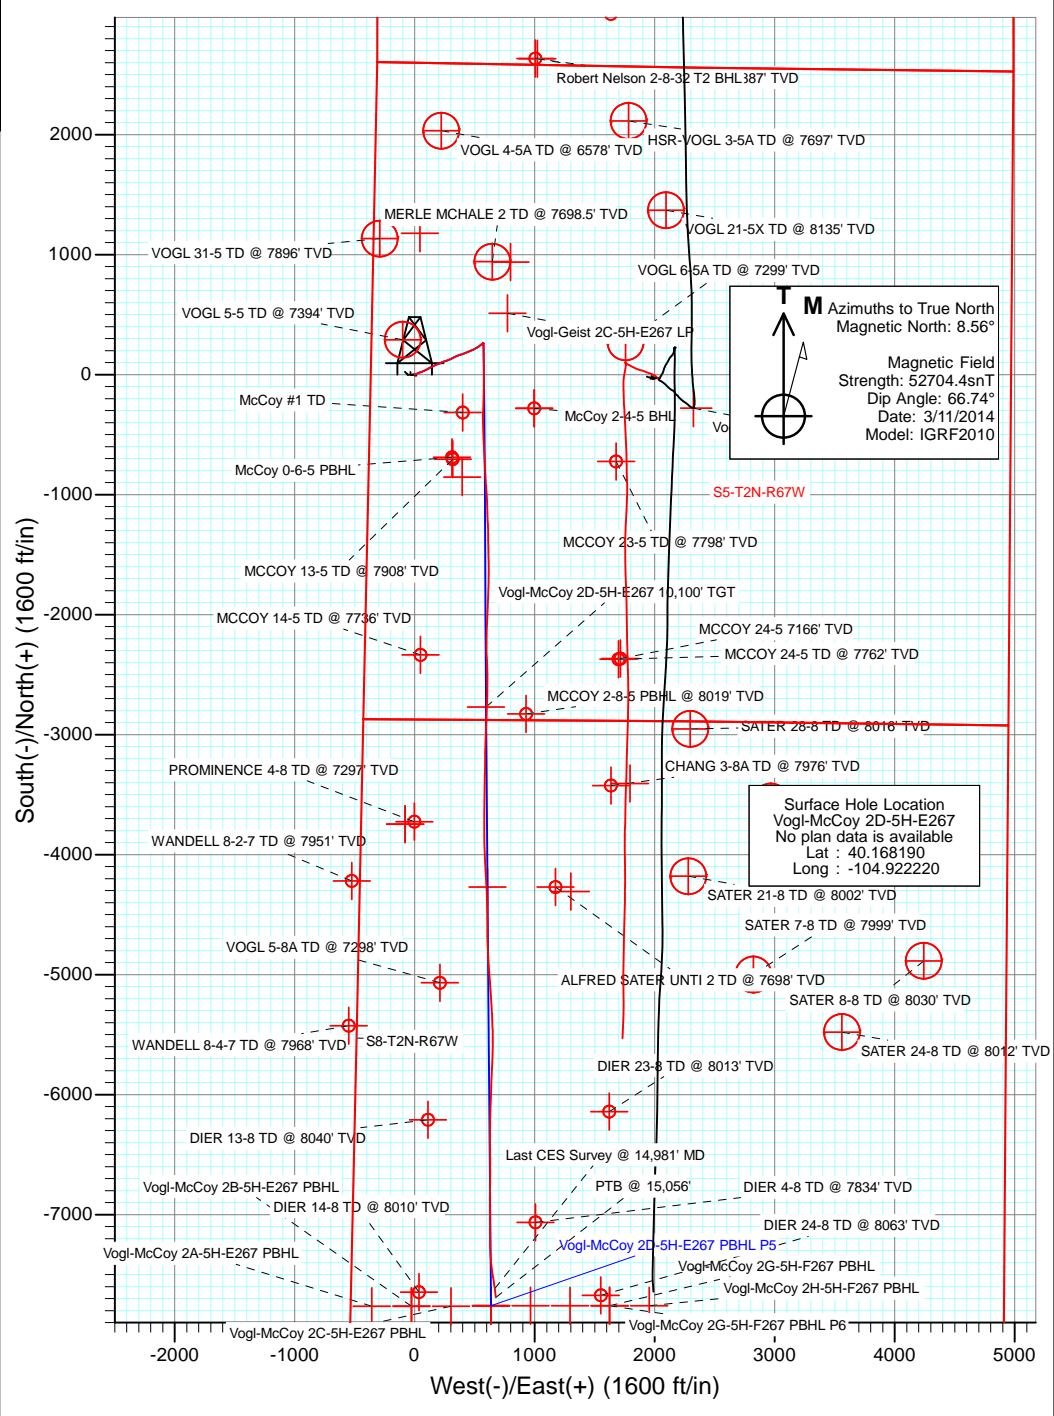 Robert Nelson 2-8-32 T2 BHL
387' TVD
2000
VOGL 4-5A TD @ 6578' TVD
HSR-VOGL 3-5A TD @ 7697' TVD
MERLE MCHALE 2 TD @ 7698.5' TVD
VOGL 21-5X TD @ 8135' TVD
VOGL 31-5 TD @ 7896' TVD
1000
VOGL 6-5A TD @ 7299' TVD
VOGL 5-5 TD @ 7394' TVD
Vogl-Geist 2C-5H-E267 LP
T
M
Azimuths to True North
Magnetic North: 8.56°
Magnetic Field
Strength: 52704.4snT
Dip Angle: 66.74°
Date: 3/11/2014
Model: IGRF2010
0
McCoy #1 TD
McCoy 2-4-5 BHL
Vo
McCoy 0-6-5 PBHL
-1000
S5-T2N-R67W
MCCOY 23-5 TD @ 7798' TVD
MCCOY 13-5 TD @ 7908' TVD
Vogl-McCoy 2D-5H-E267 10,100' TGT
-2000
MCCOY 14-5 TD @ 7736' TVD
MCCOY 24-5 7166' TVD
MCCOY 24-5 TD @ 7762' TVD
MCCOY 2-8-5 PBHL @ 8019' TVD
SATER 28-8 TD @ 8016' TVD
-3000
PROMINENCE 4-8 TD @ 7297' TVD
CHANG 3-8A TD @ 7976' TVD
Surface Hole Location
Vogl-McCoy 2D-5H-E267
No plan data is available
Lat : 40.168190
Long : -104.922220
WANDELL 8-2-7 TD @ 7951' TVD
-4000
SATER 21-8 TD @ 8002' TVD
SATER 7-8 TD @ 7999' TVD
VOGL 5-8A TD @ 7298' TVD
-5000
ALFRED SATER UNTI 2 TD @ 7698' TVD
SATER 8-8 TD @ 8030' TVD
WANDELL 8-4-7 TD @ 7968' TVD
S8-T2N-R67W
SATER 24-8 TD @ 8012' TVD
DIER 23-8 TD @ 8013' TVD
-6000
DIER 13-8 TD @ 8040' TVD
Last CES Survey @ 14,981' MD
Vogl-McCoy 2B-5H-E267 PBHL
PTB @ 15,056'
DIER 4-8 TD @ 7834' TVD
DIER 14-8 TD @ 8010' TVD
-7000
DIER 24-8 TD @ 8063' TVD
Vogl-McCoy 2A-5H-E267 PBHL
Vogl-McCoy 2D-5H-E267 PBHL P5
Vogl-McCoy 2G-5H-F267 PBHL
Vogl-McCoy 2H-5H-F267 PBHL
Vogl-McCoy 2C-5H-E267 PBHL
Vogl-McCoy 2G-5H-F267 PBHL P6
-2000 -1000 0 1000 2000 3000 4000 5000
West(-)/East(+) (1600 ft/in)
South(-)/North(+) (1600 ft/in)